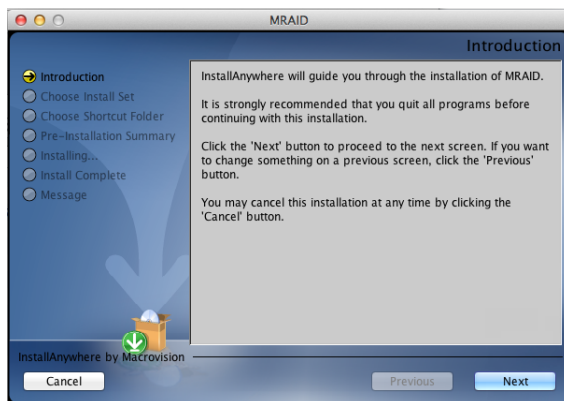 MRAID
Introduction
Introduction
Choose Install Set
Choose Shortcut Folder
Pre-Installation Summary
Installing...
Install Complete
Message
InstallAnywhere will guide you through the installation of MRAID.
It is strongly recommended that you quit all programs before
continuing with this installation.
Click the 'Next' button to proceed to the next screen. If you want
to change something on a previous screen, click the 'Previous'
button.
You may cancel this installation at any time by clicking the
'Cancel' button.
InstallAnywhere by Macrovision
Cancel
Previous
Next